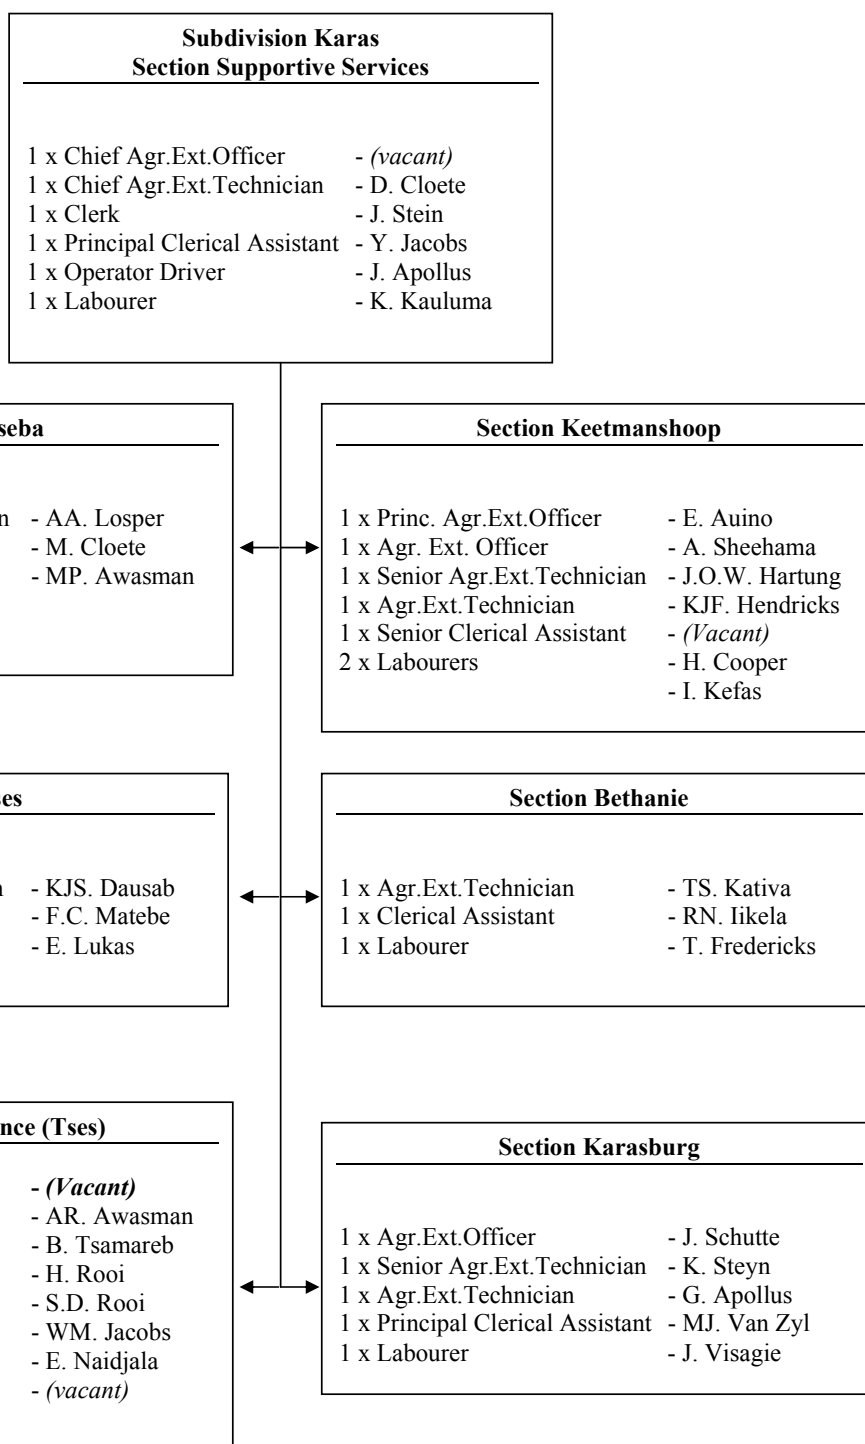 Subdivision Karas
Section Supportive Services
1 x Chief Agr.Ext.Officer - (vacant)
1 x Chief Agr.Ext.Technician - D. Cloete
1 x Clerk - J. Stein
1 x Principal Clerical Assistant - Y. Jacobs
1 x Operator Driver - J. Apollus
1 x Labourer - K. Kauluma
seba
n - AA. Losper
- M. Cloete
- MP. Awasman
Section Keetmanshoop
1 x Princ. Agr.Ext.Officer - E. Auino
1 x Agr. Ext. Officer - A. Sheehama
1 x Senior Agr.Ext.Technician - J.O.W. Hartung
1 x Agr.Ext.Technician - KJF. Hendricks
1 x Senior Clerical Assistant - (Vacant)
2 x Labourers - H. Cooper
- I. Kefas
es
- KJS. Dausab
- F.C. Matebe
- E. Lukas
Section Bethanie
1 x Agr.Ext.Technician - TS. Kativa
1 x Clerical Assistant - RN. Iikela
1 x Labourer - T. Fredericks
nce (Tses)
- (Vacant)
- AR. Awasman
- B. Tsamareb
- H. Rooi
- S.D. Rooi
- WM. Jacobs
- E. Naidjala
- (vacant)
Section Karasburg
1 x Agr.Ext.Officer - J. Schutte
1 x Senior Agr.Ext.Technician - K. Steyn
1 x Agr.Ext.Technician - G. Apollus
1 x Principal Clerical Assistant - MJ. Van Zyl
1 x Labourer - J. Visagie